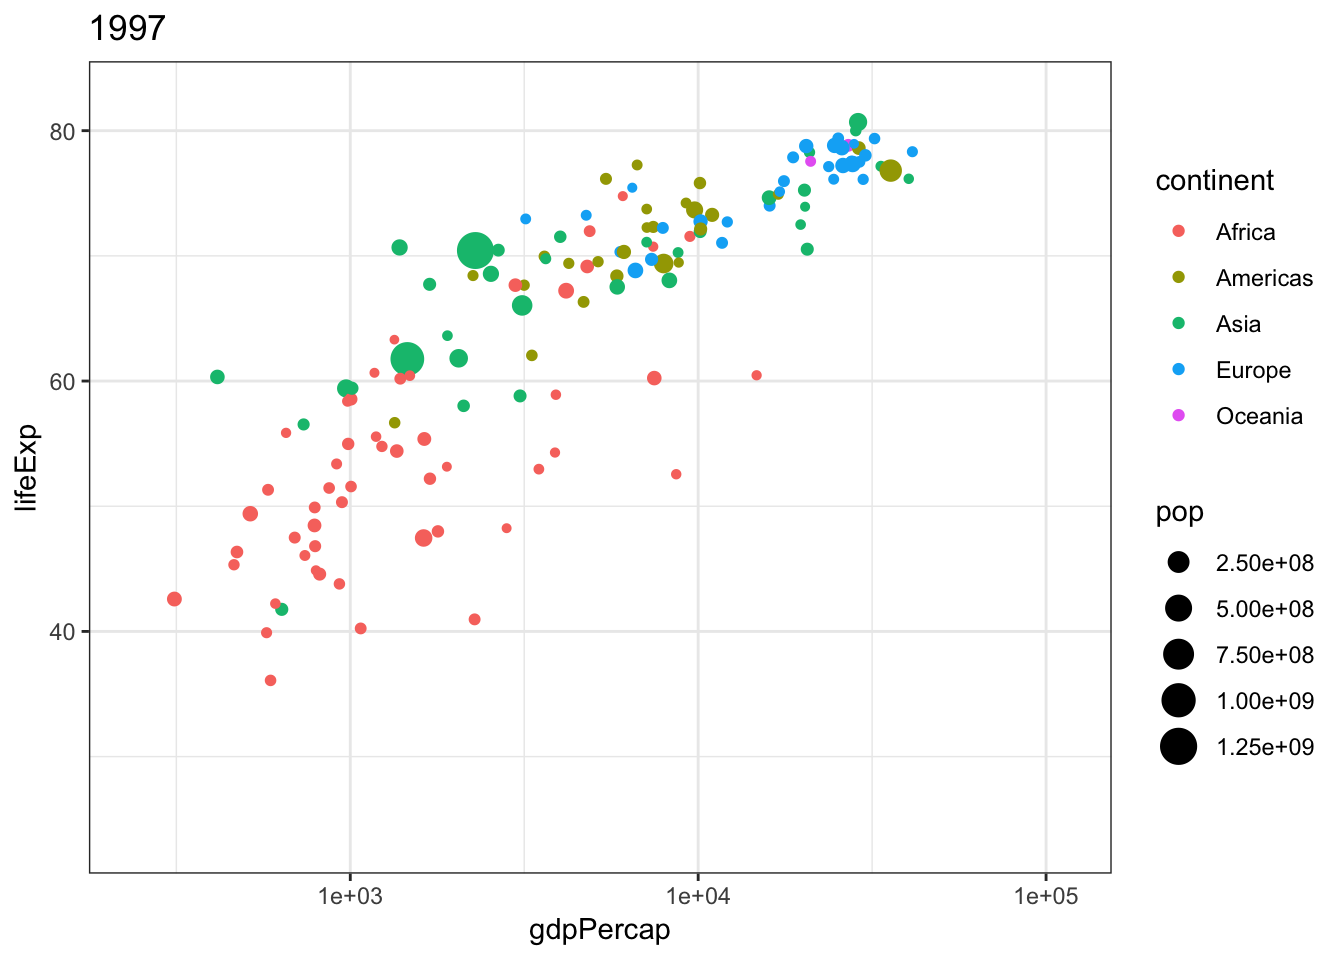 1997
80
60
40
lifeExp
1e+03
1e+04
1e+05
gdpPercap
continent
Africa
Americas
Asia
Europe
Oceania
pop
2.50e+08
5.00e+08
7.50e+08
1.00e+09
1.25e+09